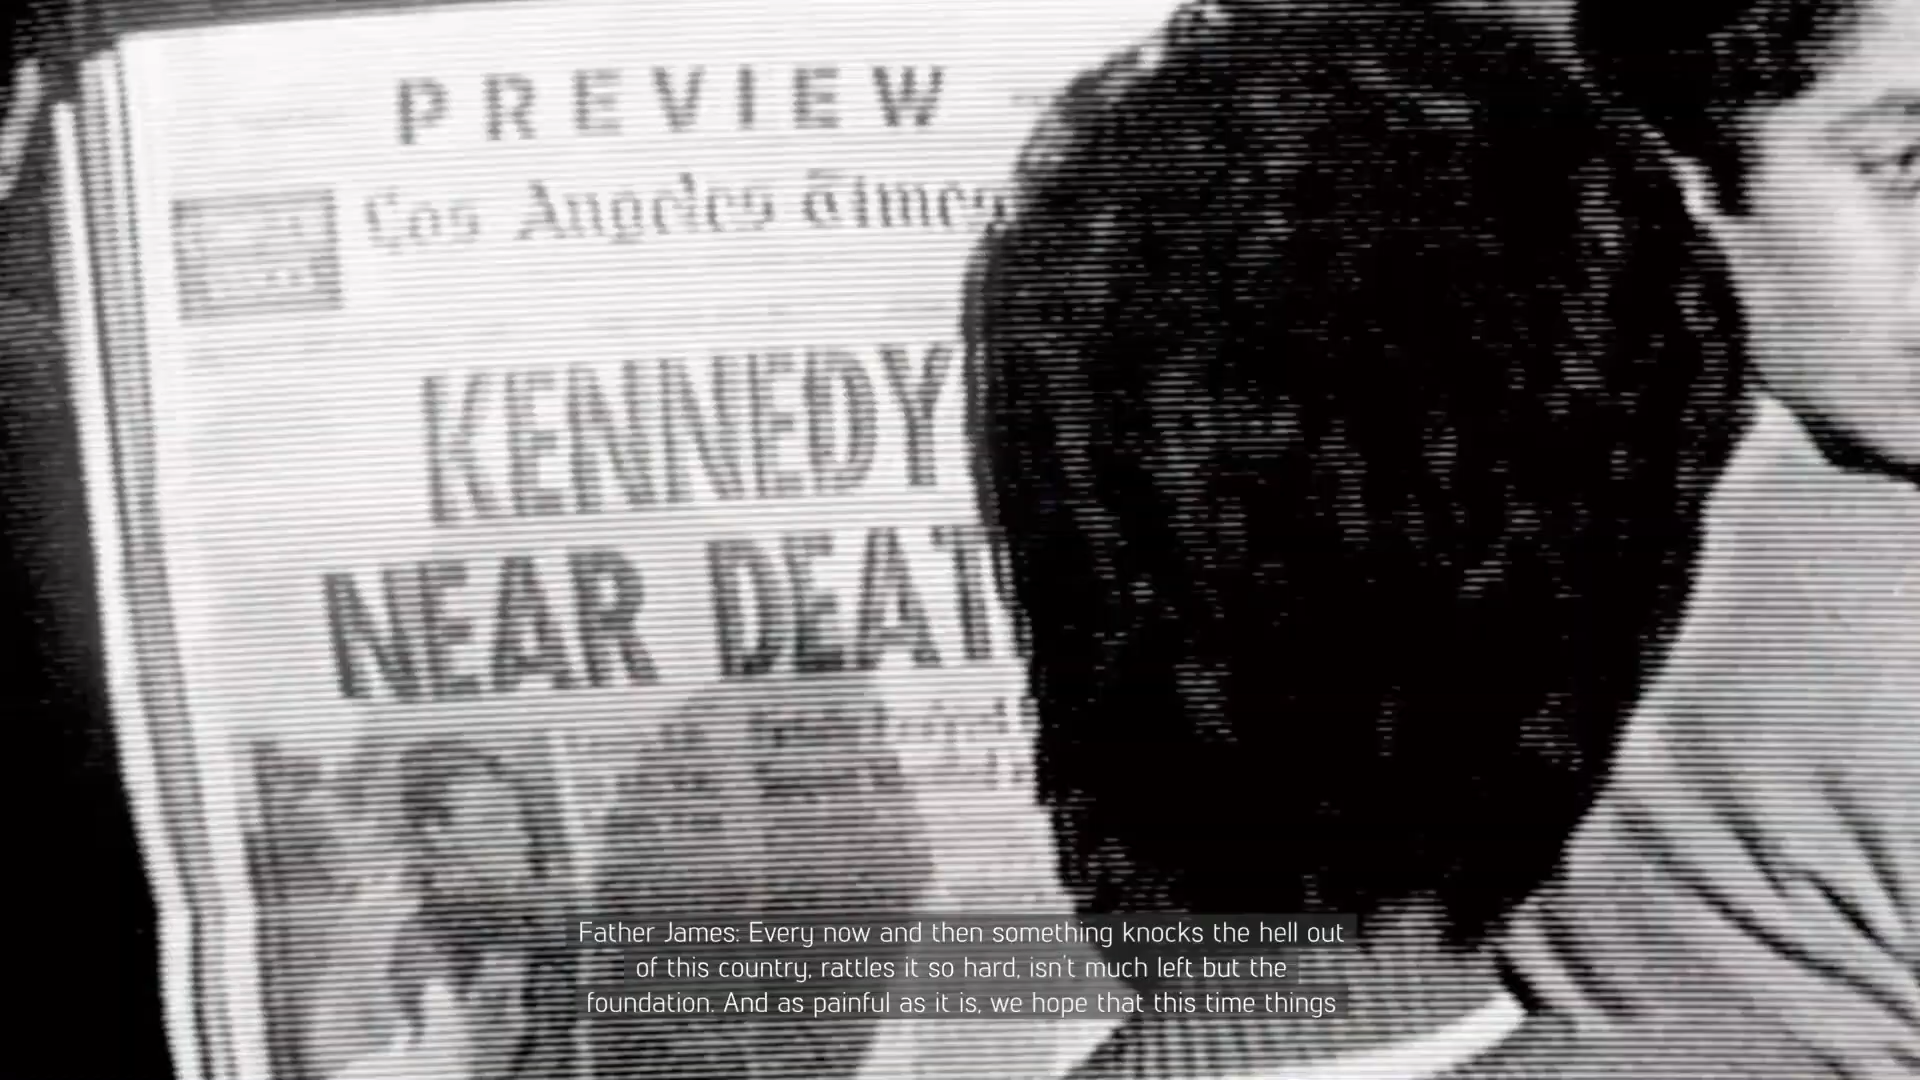 PREVIEW
Los Angeles Times
KENNEDY
NEAR DEAT
Father James: Every now and then something knocks the hell out
of this country, rattles it so hard, isn't much left but the
foundation. And as painful as it is, we hope that this time things